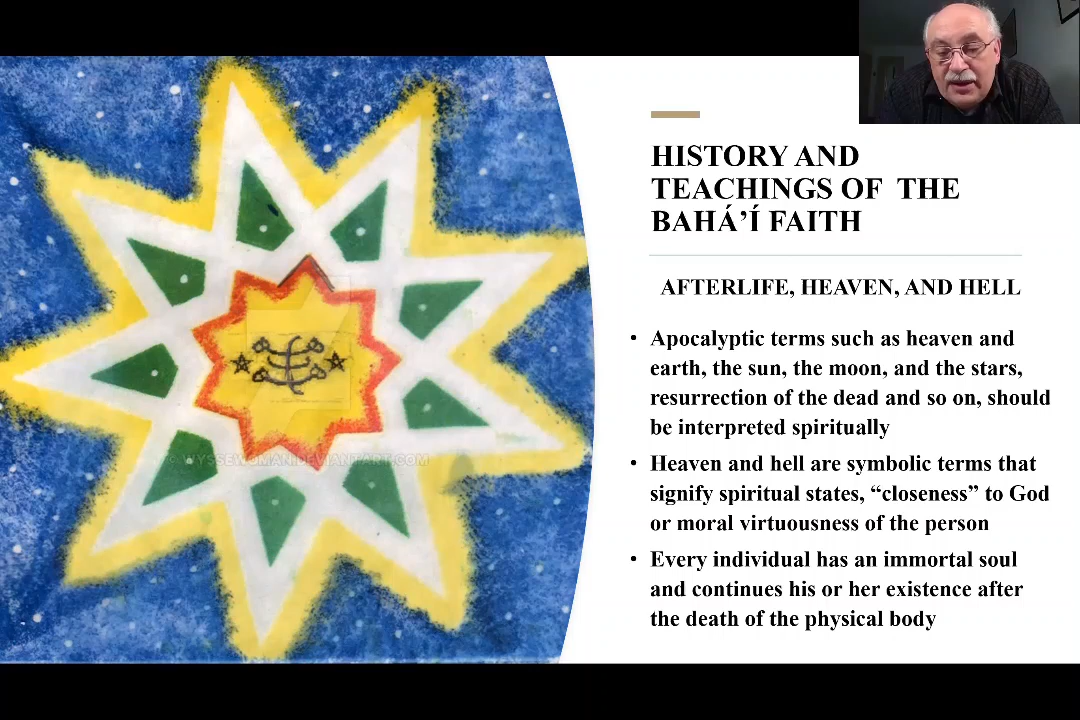 HISTORY AND
TEACHINGS OF THE
BAHÁ’Í FAITH
AFTERLIFE, HEAVEN, AND HELL
• Apocalyptic terms such as heaven and
earth, the sun, the moon, and the stars,
resurrection of the dead and so on, should
be interpreted spiritually
• Heaven and hell are symbolic terms that
signify spiritual states, “closeness” to God
or moral virtuousness of the person
• Every individual has an immortal soul
and continues his or her existence after
the death of the physical body
WYSSEWOMAN.DEVIANTART.COM